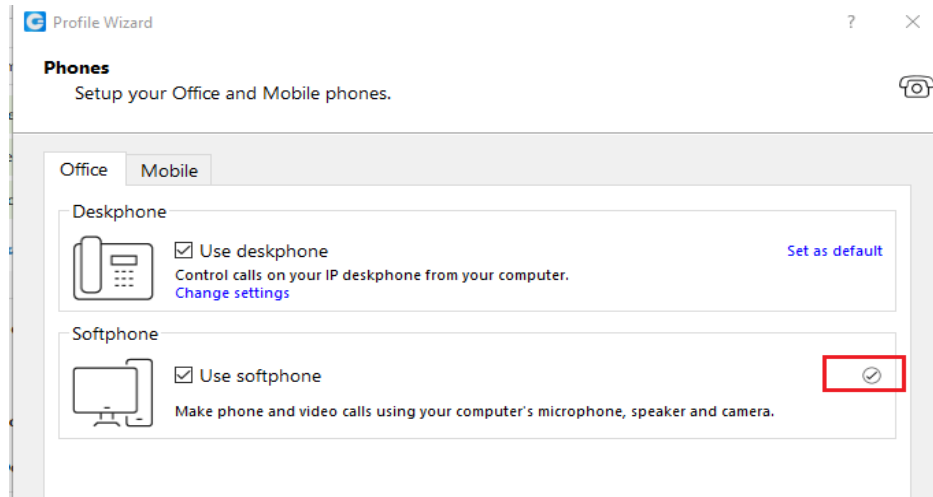 Profile Wizard
?
Phones
Setup your Office and Mobile phones.
Office
Mobile
Deskphone
Use deskphone
Set as default
Control calls on your IP deskphone from your computer.
Change settings
Softphone
Use softphone
Make phone and video calls using your computer's microphone, speaker and camera.